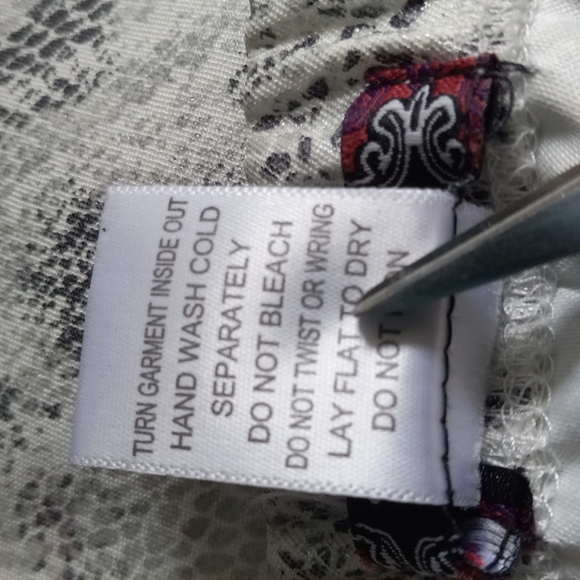 TURN GARMENT INSIDE OUT
HAND WASH COLD
SEPARATELY
DO NOT BLEACH
DO NOT TWIST OR WRING
LAY FLAT TO DRY
DO NOT